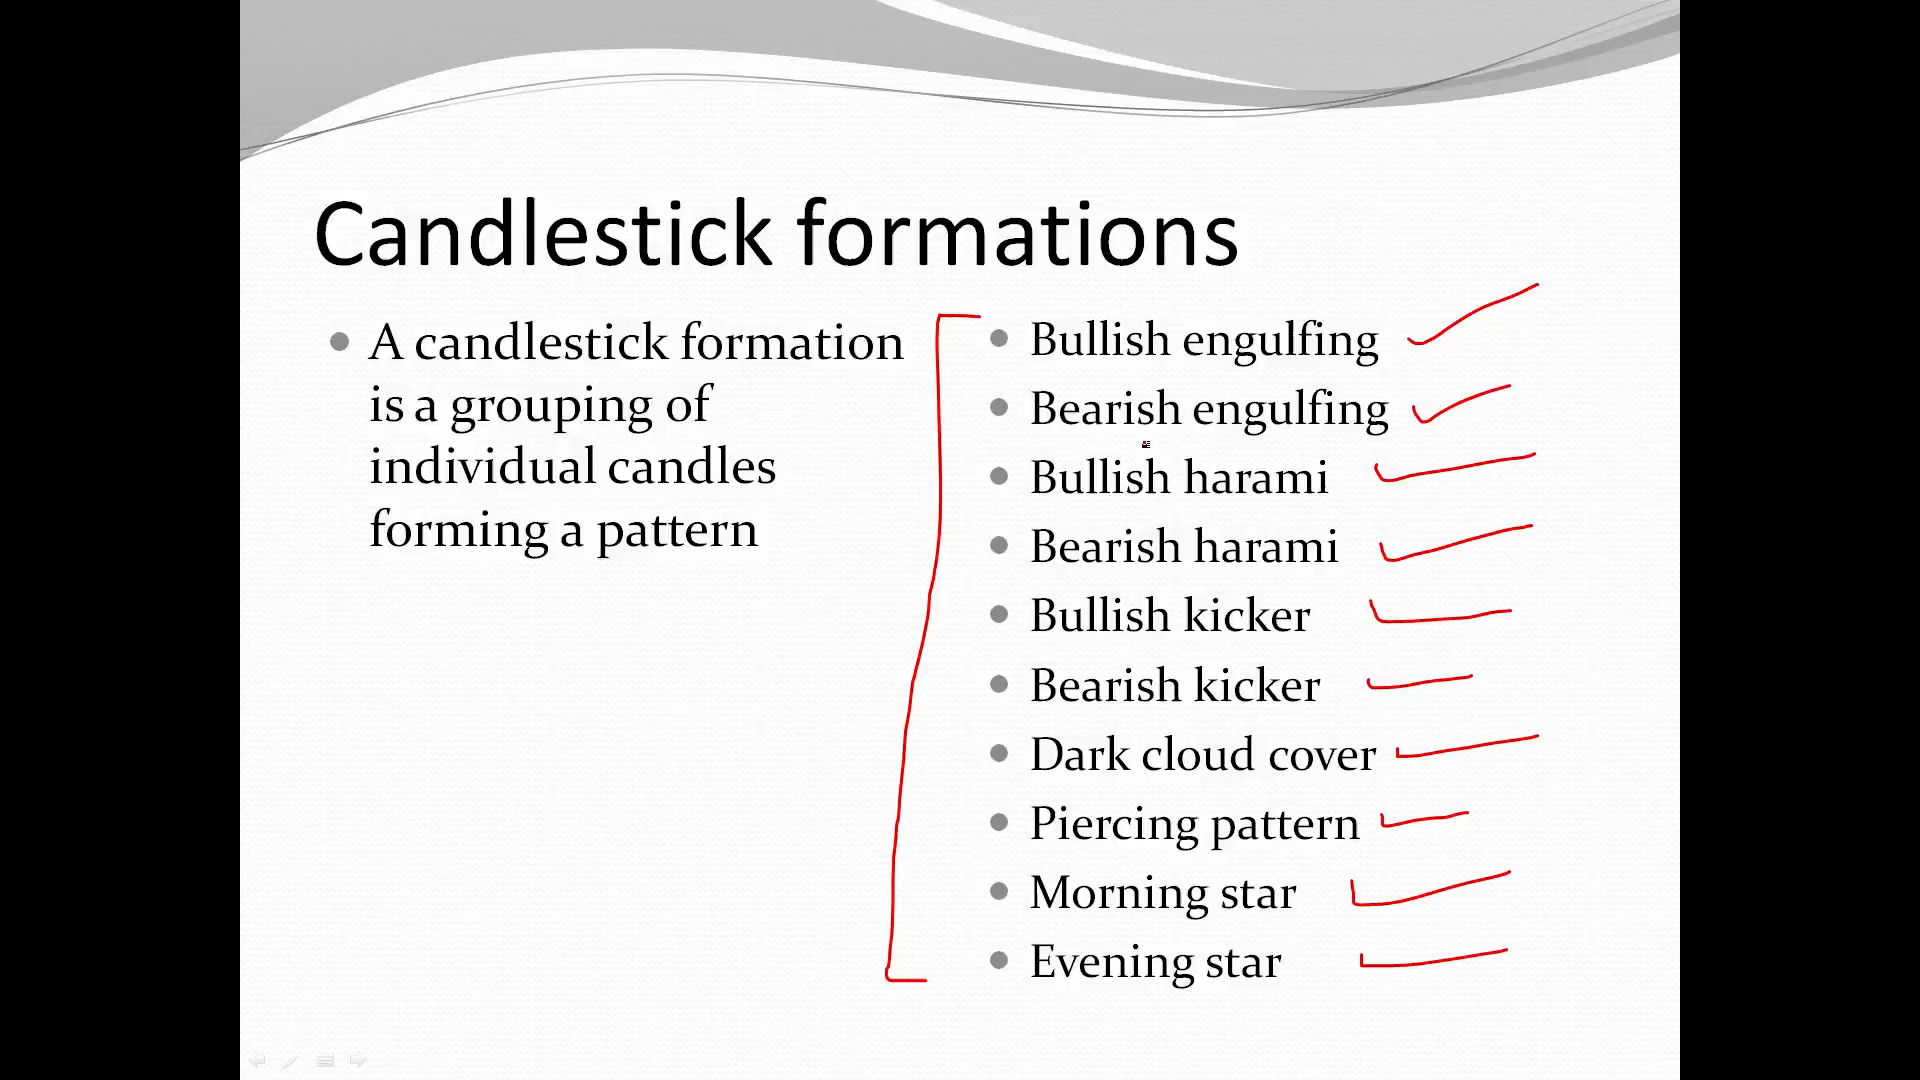 Candlestick formations
A candlestick formation
is a grouping of
individual candles
forming a pattern
Bullish engulfing
Bearish engulfing
Bullish harami
Bearish harami
Bullish kicker
Bearish kicker
Dark cloud cover
Piercing pattern
Morning star
Evening star